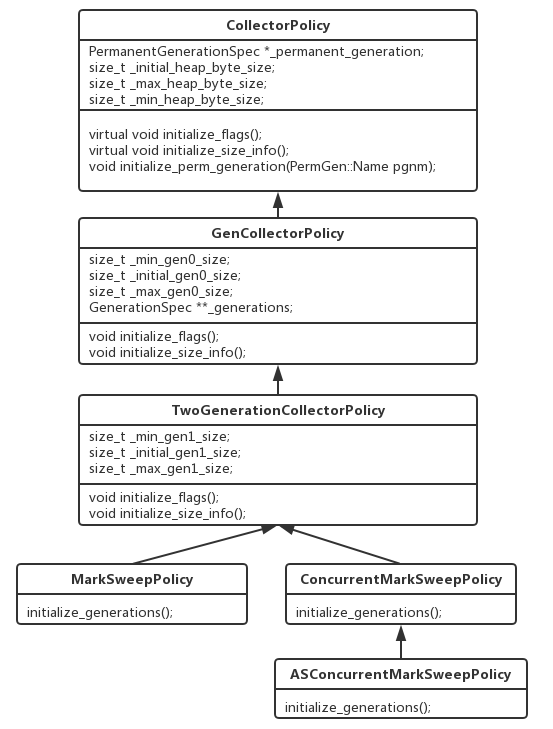 CollectorPolicy
PermanentGenerationSpec *_permanent_generation;
size_t _initial_heap_byte_size;
size_t _max_heap_byte_size;
size_t _min_heap_byte_size;
virtual void initialize_flags();
virtual void initialize_size_info();
void initialize_perm_generation(PermGen::Name pgnm);
GenCollectorPolicy
size_t _min_gen0_size;
size_t _initial_gen0_size;
size_t _max_gen0_size;
GenerationSpec **_generations;
void initialize_flags();
void initialize_size_info();
TwoGenerationCollectorPolicy
size_t _min_gen1_size;
size_t _initial_gen1_size;
size_t _max_gen1_size;
void initialize_flags();
void initialize_size_info();
MarkSweepPolicy
initialize_generations();
ConcurrentMarkSweepPolicy
initialize_generations();
ASConcurrentMarkSweepPolicy
initialize_generations();